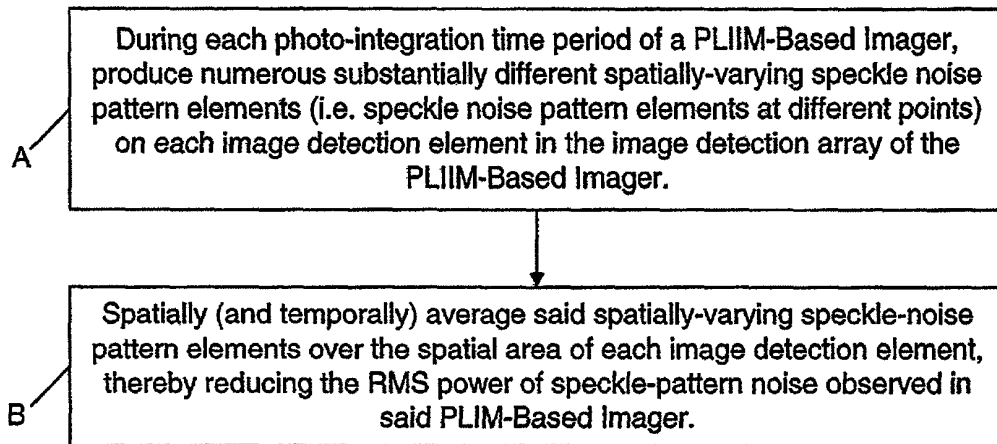 During each photo-integration time period of a PLIIM-Based Imager,
produce numerous substantially different spatially-varying speckle noise
pattern elements (i.e. speckle noise pattern elements at different points)
on each image detection element in the image detection array of the
PLIIM-Based Imager.
A
Spatially (and temporally) average said spatially-varying speckle-noise
pattern elements over the spatial area of each image detection element,
thereby reducing the RMS power of speckle-pattern noise observed in
said PLIM-Based Imager.
B